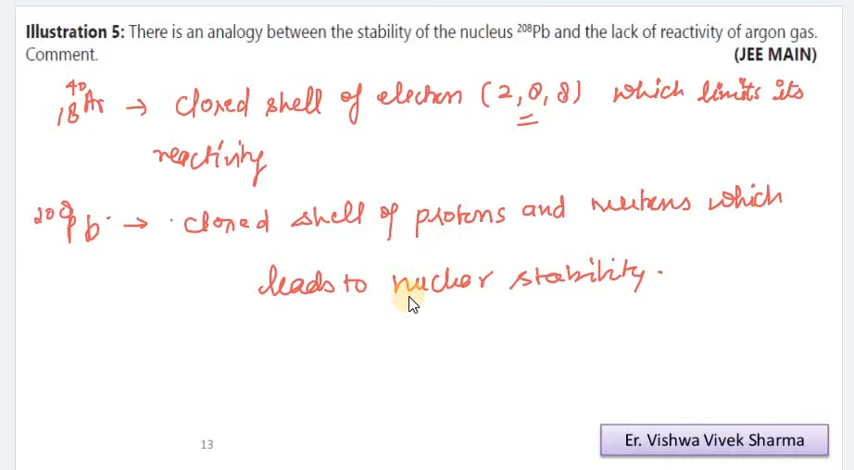 Illustration 5: There is an analogy between the stability of the nucleus ²⁰⁸Pb and the lack of reactivity of argon gas.
Comment. (JEE MAIN)
⁴⁰₁₈Ar → closed shell of electron (2, 8, 8) which limits its
reactivity
²⁰⁸Pb → closed shell of protons and neutens which
leads to nuclear stability.
13
Er. Vishwa Vivek Sharma